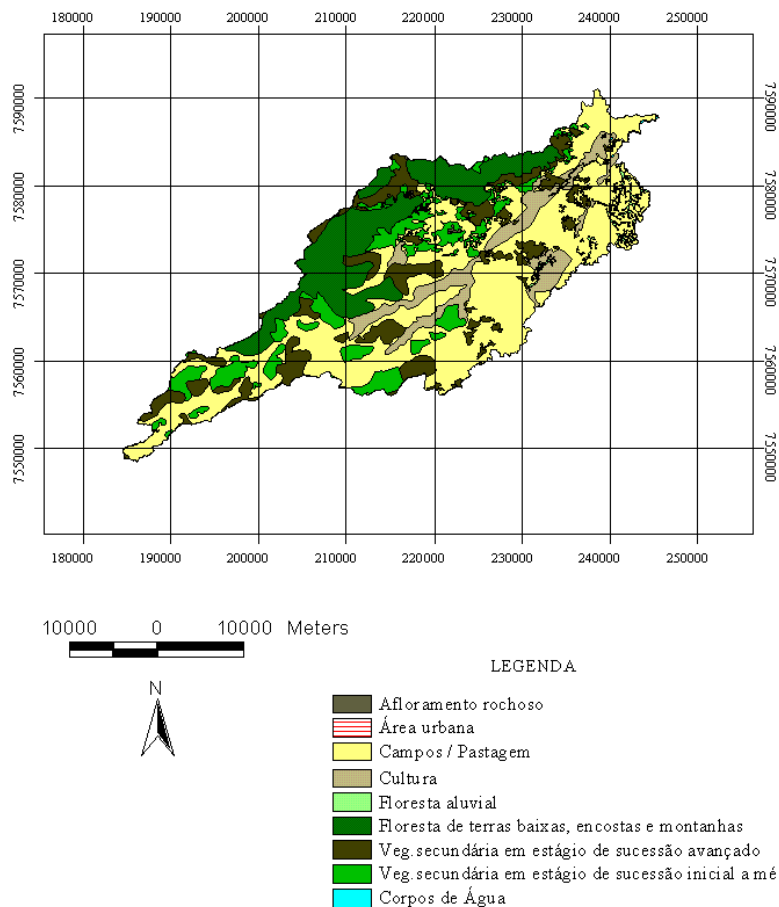 180000 190000 200000 210000 220000 230000 240000 250000
7590000 7590000
7580000 7580000
7570000 7570000
7560000 7560000
7550000 7550000
180000 190000 200000 210000 220000 230000 240000 250000
10000 0 10000 Meters
N
LEGENDA
Afloramento rochoso
Área urbana
Campos / Pastagem
Cultura
Floresta aluvial
Floresta de terras baixas, encostas e montanhas
Veg.secundária em estágio de sucessão avançado
Veg.secundária em estágio de sucessão inicial a mé
Corpos de Água